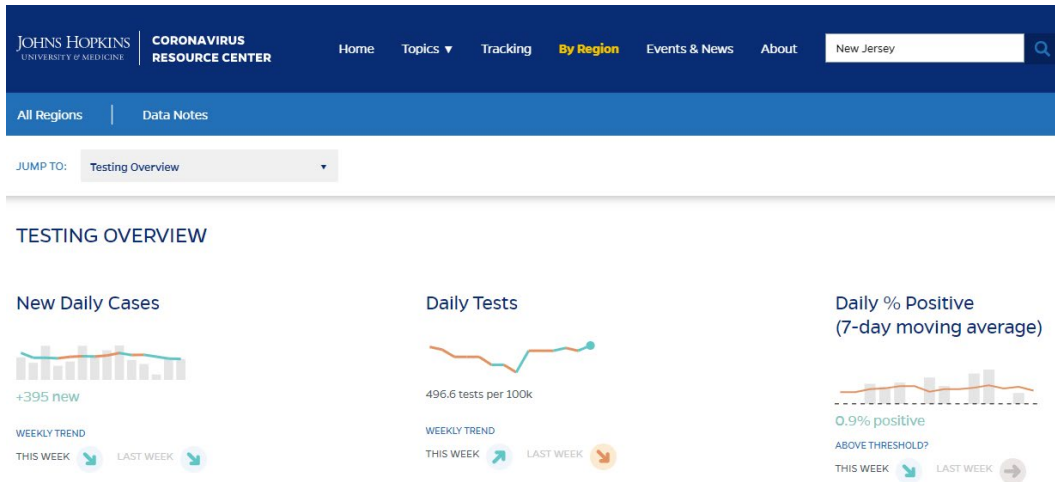 JOHNS HOPKINS
UNIVERSITY & MEDICINE
CORONAVIRUS
RESOURCE CENTER
Home Topics ▼ Tracking By Region Events & News About
New Jersey
All Regions Data Notes
JUMP TO: Testing Overview ▼
TESTING OVERVIEW
New Daily Cases
+395 new
WEEKLY TREND
THIS WEEK LAST WEEK
Daily Tests
496.6 tests per 100k
WEEKLY TREND
THIS WEEK LAST WEEK
Daily % Positive
(7-day moving average)
0.9% positive
ABOVE THRESHOLD?
THIS WEEK LAST WEEK